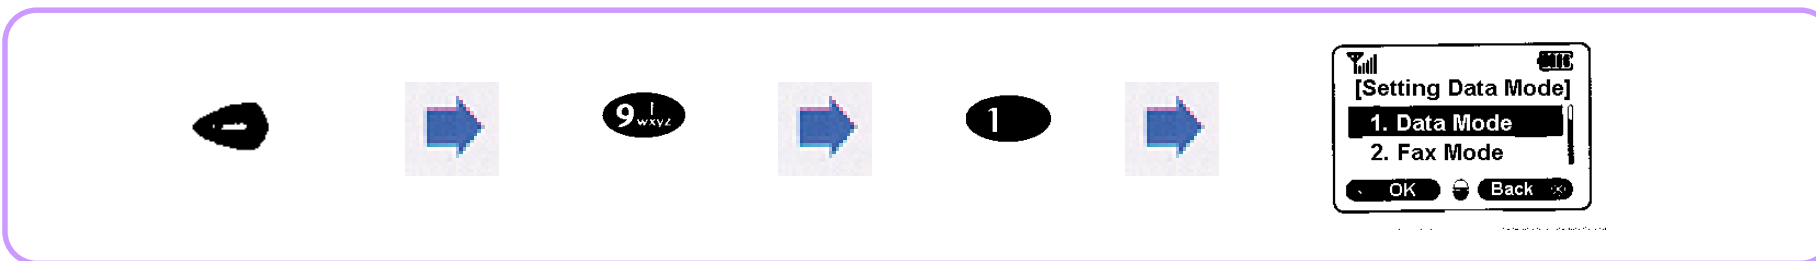 9 wxyz
1
[Setting Data Mode]
1. Data Mode
2. Fax Mode
OK Back